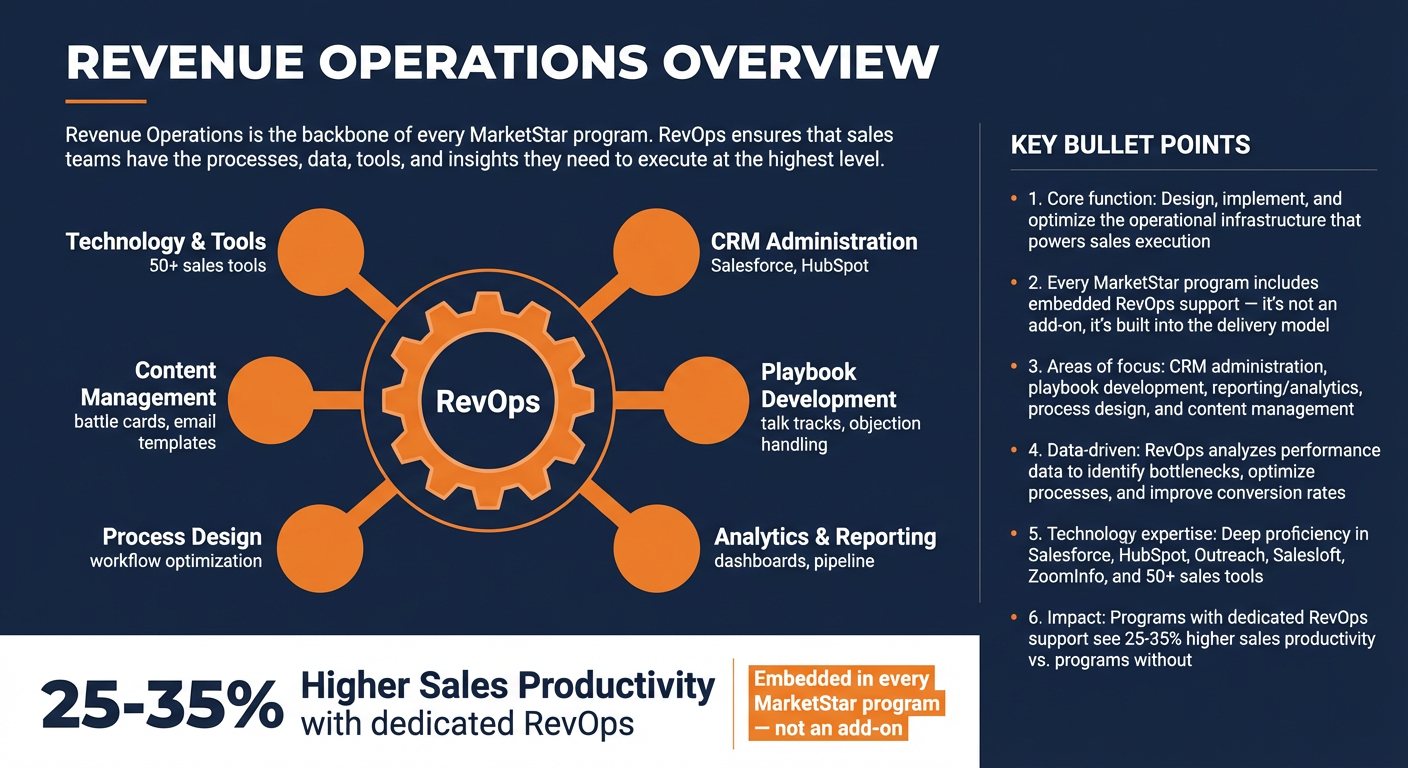 REVENUE OPERATIONS OVERVIEW
Revenue Operations is the backbone of every MarketStar program. RevOps ensures that sales
teams have the processes, data, tools, and insights they need to execute at the highest level.
Technology & Tools
50+ sales tools
CRM Administration
Salesforce, HubSpot
Content
Management
battle cards, email
templates
RevOps
Playbook
Development
talk tracks, objection
handling
Process Design
workflow optimization
Analytics & Reporting
dashboards, pipeline
25-35%
Higher Sales Productivity
with dedicated RevOps
Embedded in every
MarketStar program
— not an add-on
KEY BULLET POINTS
• 1. Core function: Design, implement, and
optimize the operational infrastructure that
powers sales execution
• 2. Every MarketStar program includes
embedded RevOps support — it's not an
add-on, it's built into the delivery model
• 3. Areas of focus: CRM administration,
playbook development, reporting/analytics,
process design, and content management
• 4. Data-driven: RevOps analyzes performance
data to identify bottlenecks, optimize
processes, and improve conversion rates
• 5. Technology expertise: Deep proficiency in
Salesforce, HubSpot, Outreach, Salesloft,
ZoomInfo, and 50+ sales tools
• 6. Impact: Programs with dedicated RevOps
support see 25-35% higher sales productivity
vs. programs without